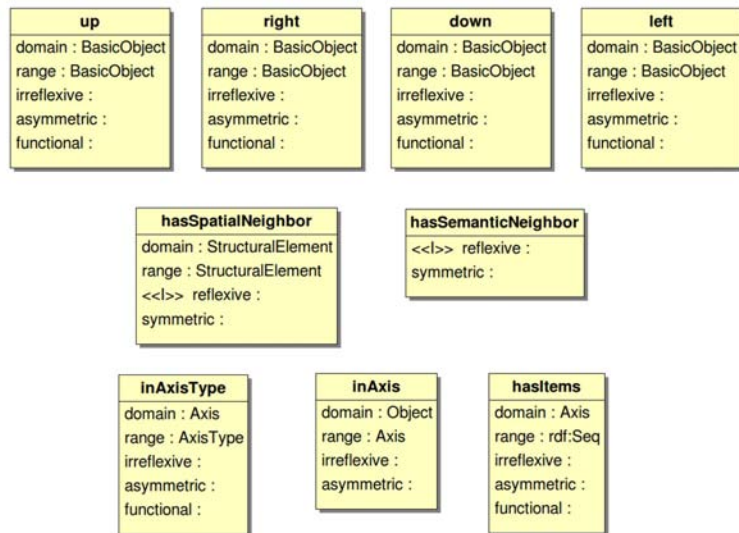 up
domain : BasicObject
range : BasicObject
irreflexive :
asymmetric :
functional :
right
domain : BasicObject
range : BasicObject
irreflexive :
asymmetric :
functional :
down
domain : BasicObject
range : BasicObject
irreflexive :
asymmetric :
functional :
left
domain : BasicObject
range : BasicObject
irreflexive :
asymmetric :
functional :
hasSpatialNeighbor
domain : StructuralElement
range : StructuralElement
<<I>> reflexive :
symmetric :
hasSemanticNeighbor
<<I>> reflexive :
symmetric :
inAxisType
domain : Axis
range : AxisType
irreflexive :
asymmetric :
functional :
inAxis
domain : Object
range : Axis
irreflexive :
asymmetric :
hasItems
domain : Axis
range : rdf:Seq
irreflexive :
asymmetric :
functional :